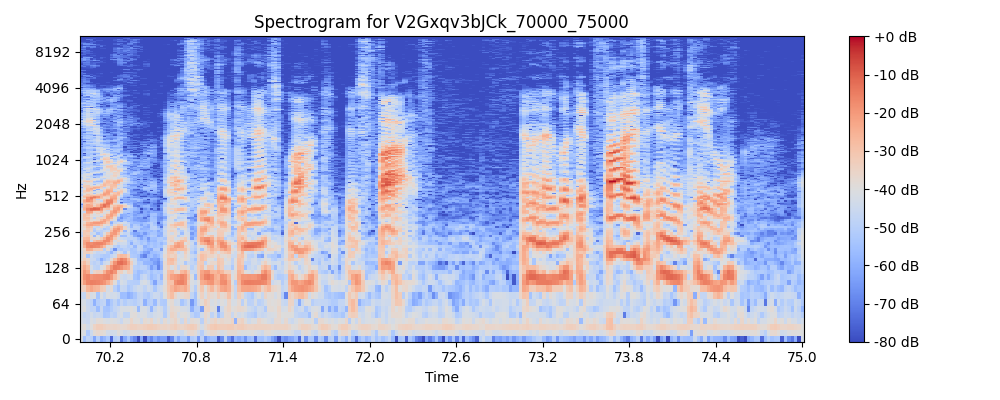 Spectrogram for V2Gxqv3bJCk_70000_75000
Hz
8192
4096
2048
1024
512
256
128
64
0
70.2 70.8 71.4 72.0 72.6 73.2 73.8 74.4 75.0
Time
+0 dB
-10 dB
-20 dB
-30 dB
-40 dB
-50 dB
-60 dB
-70 dB
-80 dB